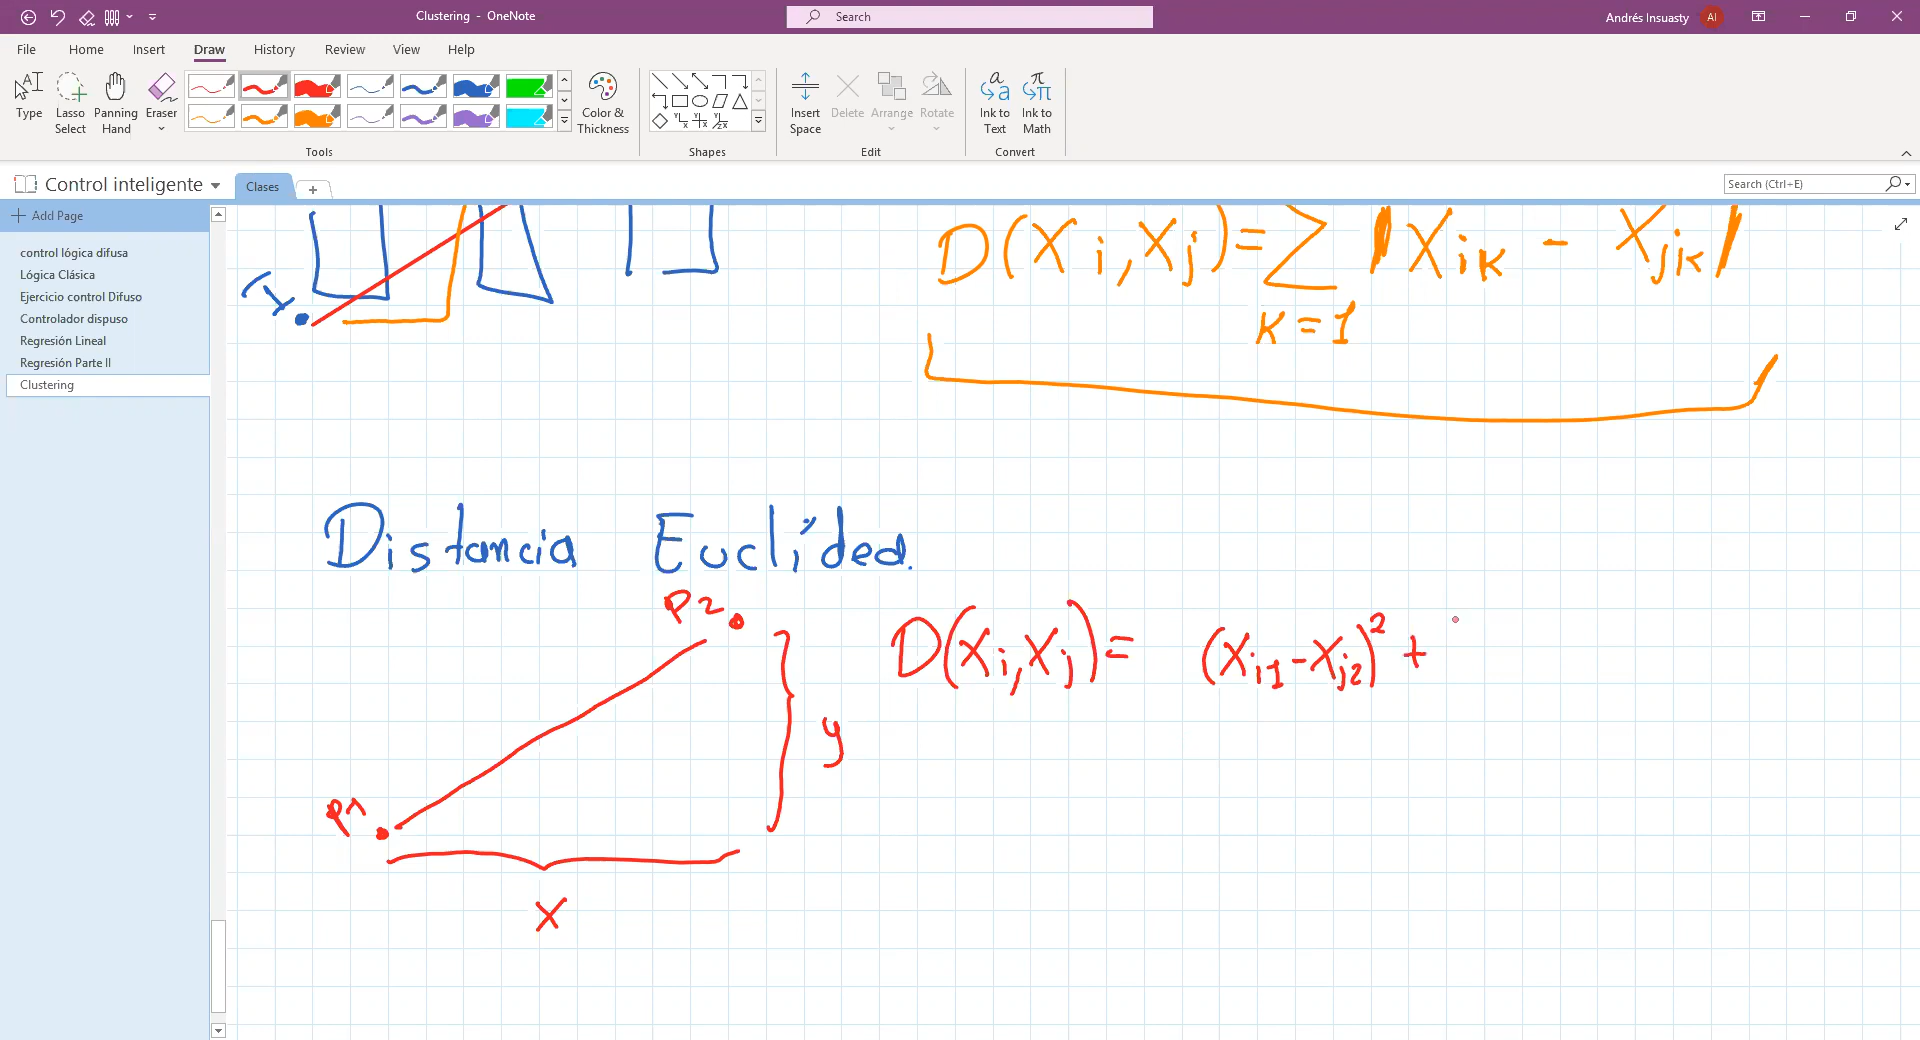 Clustering - OneNote
Search
Andrés Insuasty
AI
File Home Insert Draw History Review View Help
Type
Lasso Select
Panning Hand
Eraser
Color & Thickness
Insert Space
Delete
Arrange
Rotate
Ink to Text
Ink to Math
Tools
Shapes
Edit
Convert
Control inteligente
Clases
Search (Ctrl+E)
Add Page
control lógica difusa
Lógica Clásica
Ejercicio control Difuso
Controlador dispuso
Regresión Lineal
Regresión Parte II
Clustering
D(Xi, Xj) = Σ |Xik - Xjk|
K=1
Distancia Euclídea.
P2
D(Xi, Xj) = (Xi1 - Xj2)² +
y
P1
X